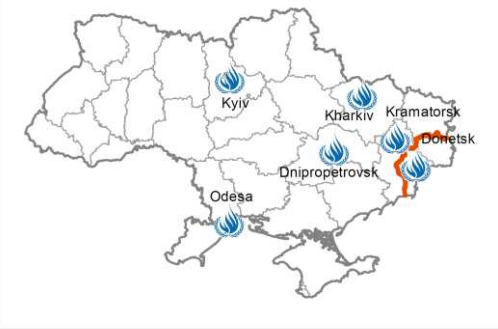 Kyiv
Kharkiv
Kramatorsk
Donetsk
Dnipropetrovsk
Odesa